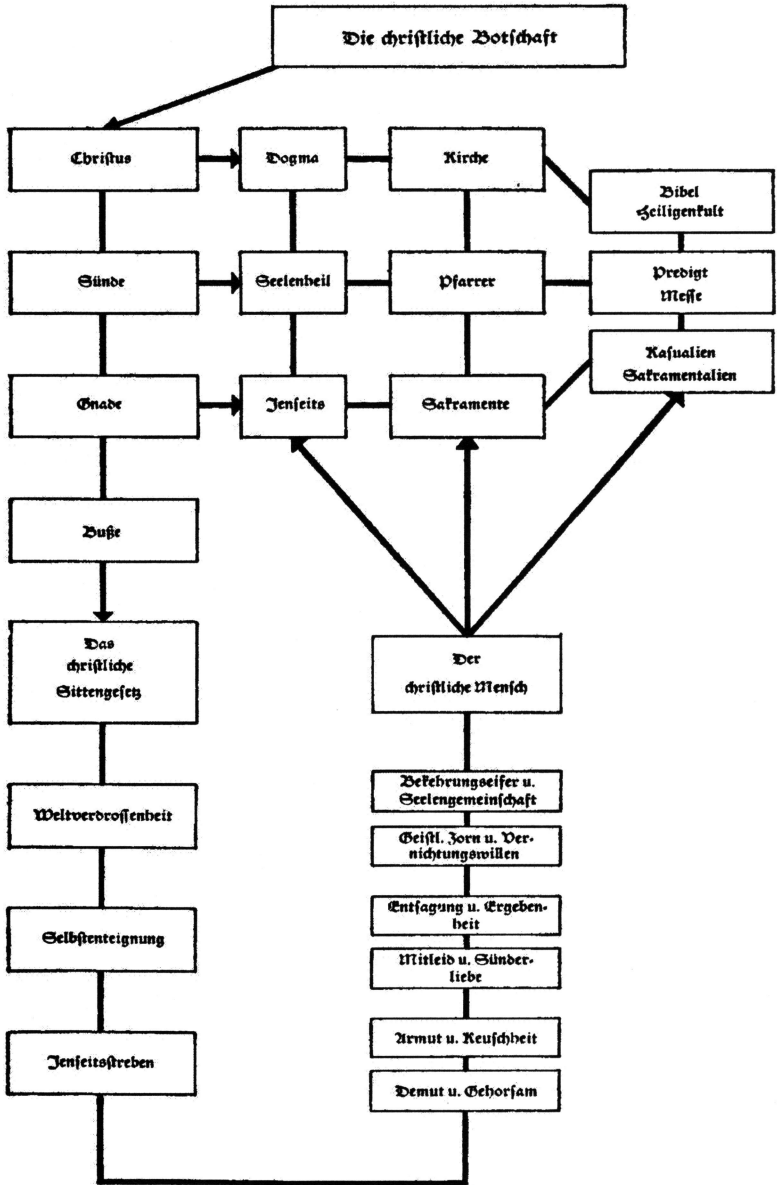 Die christliche Botschaft
Christus
Dogma
Kirche
Bibel
Heiligenkult
Sünde
Seelenheil
Pfarrer
Predigt
Messe
Gnade
Jenseits
Sakramente
Kasualien
Sakramentalien
Buße
Das
christliche
Sittengesetz
Der
christliche Mensch
Weltverdrossenheit
Selbstenteignung
Jenseitsstreben
Bekehrungseifer u.
Seelengemeinschaft
Geistl. Zorn u. Ver-
nichtungswillen
Entsagung u. Ergeben-
heit
Mitleid u. Sünder-
liebe
Armut u. Keuschheit
Demut u. Gehorsam